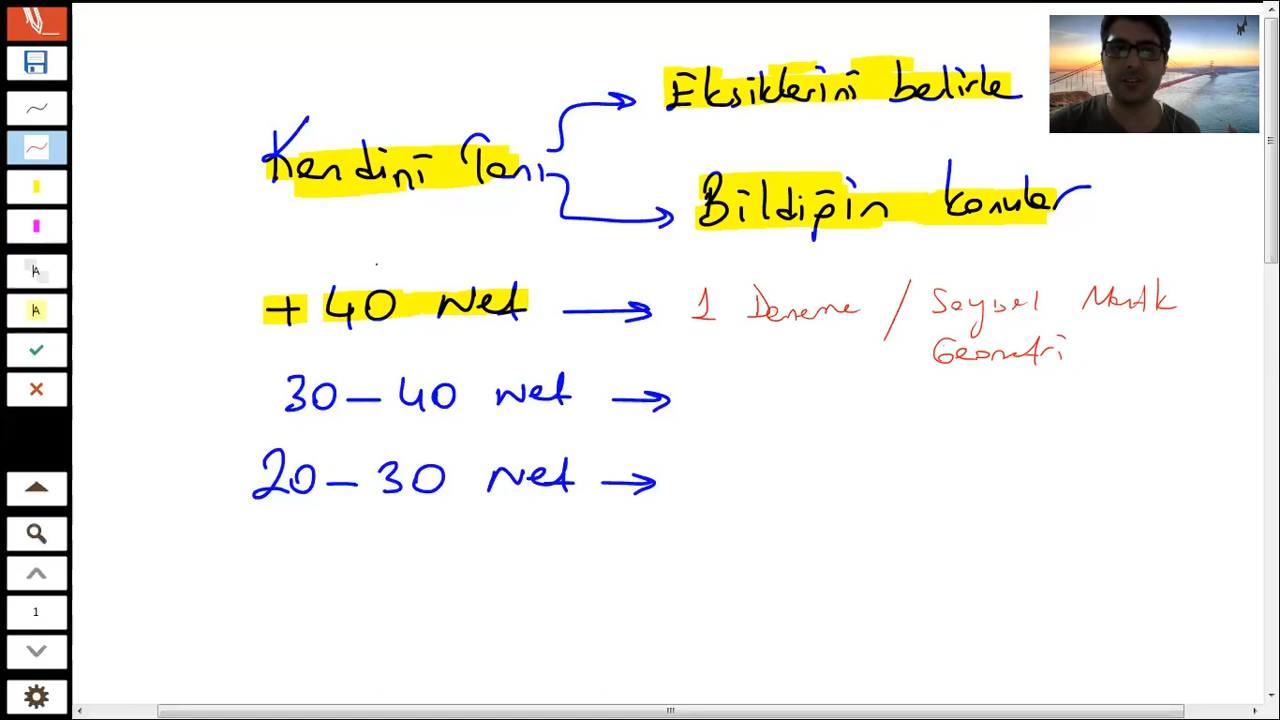 Eksiklerini belirle
Kendini Tanı
Bildiğin konular
+ 40 Net → 1 Deneme / Sayısal Mantık
Geometri
30 – 40 Net →
20 – 30 Net →
1